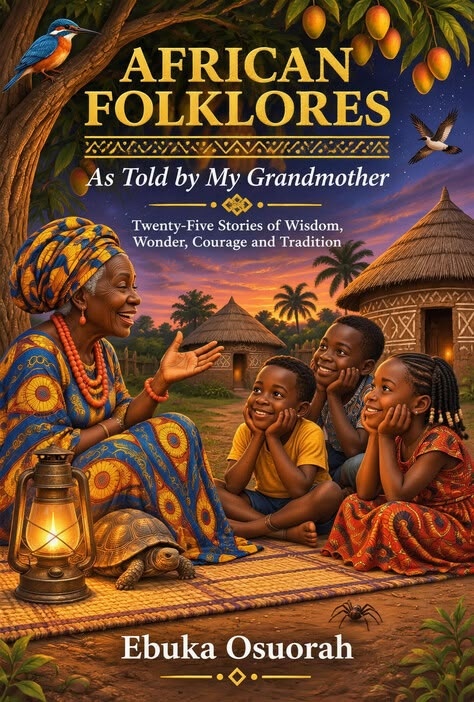 AFRICAN
FOLKLORES
As Told by My Grandmother
Twenty-Five Stories of Wisdom,
Wonder, Courage and Tradition
Ebuka Osuorah